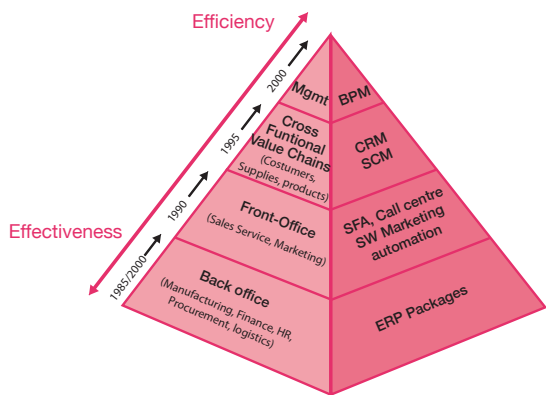 Efficiency
Effectiveness
2000
1995
1990
1985/2000
Mgmt
BPM
Cross
Funtional
Value Chains
(Costumers,
Supplies, products)
CRM
SCM
Front-Office
(Sales Service, Marketing)
SFA, Call centre
SW Marketing
automation
Back office
(Manufacturing, Finance, HR,
Procurement, logistics)
ERP Packages